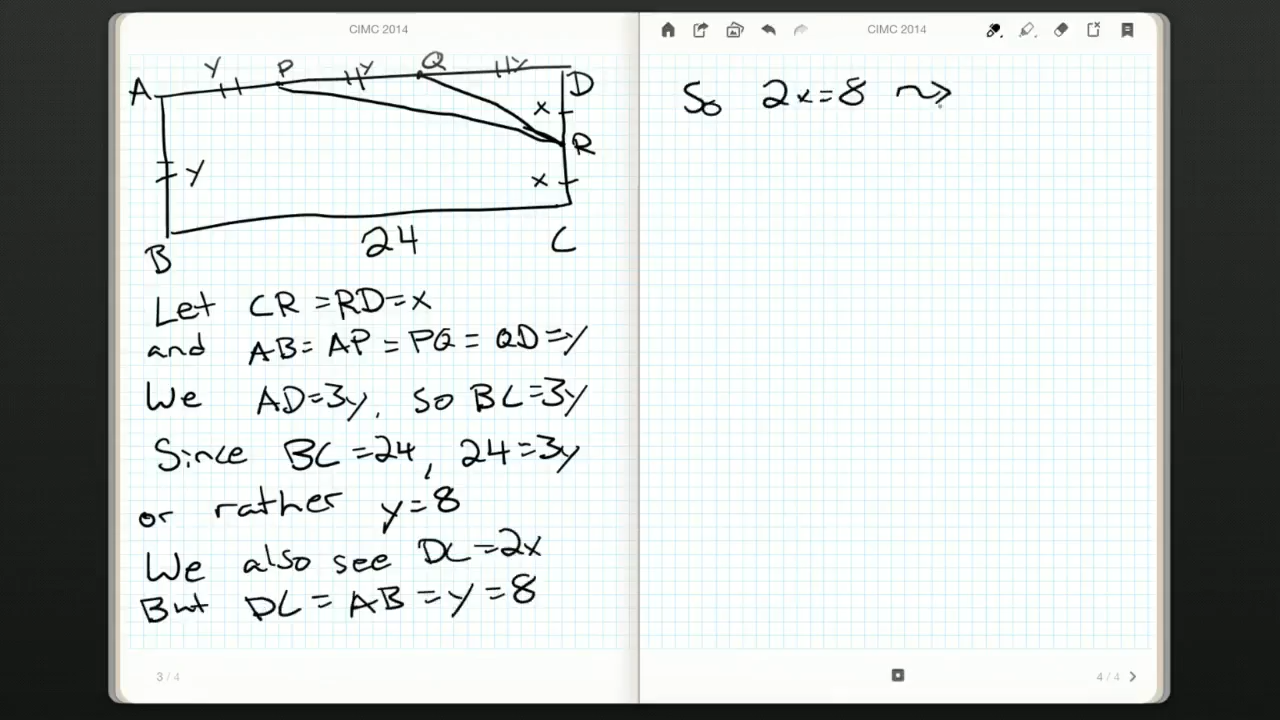 CIMC 2014
CIMC 2014
A y P y Q y D
x
R
y
x
B 24 C
Let CR = RD = x
and AB = AP = PQ = QD = y
We AD = 3y, so BC = 3y
Since BC = 24, 24 = 3y
or rather y = 8
We also see DC = 2x
But DC = AB = y = 8
3 / 4
So 2x = 8 ⇝
4 / 4